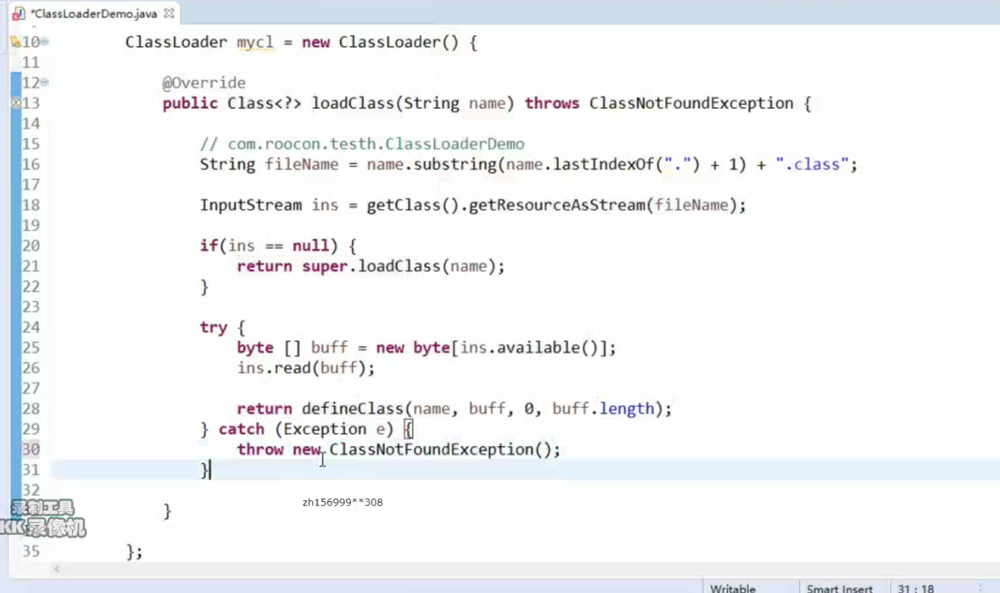 *ClassLoaderDemo.java
10 ClassLoader mycl = new ClassLoader() {
11
12 @Override
13 public Class<?> loadClass(String name) throws ClassNotFoundException {
14
15 // com.roocon.testh.ClassLoaderDemo
16 String fileName = name.substring(name.lastIndexOf(".") + 1) + ".class";
17
18 InputStream ins = getClass().getResourceAsStream(fileName);
19
20 if(ins == null) {
21 return super.loadClass(name);
22 }
23
24 try {
25 byte [] buff = new byte[ins.available()];
26 ins.read(buff);
27
28 return defineClass(name, buff, 0, buff.length);
29 } catch (Exception e) {
30 throw new ClassNotFoundException();
31 }
32
zh156999**308
录制工具
}
KK录像机
35 };
Writable Smart Insert 31 : 18